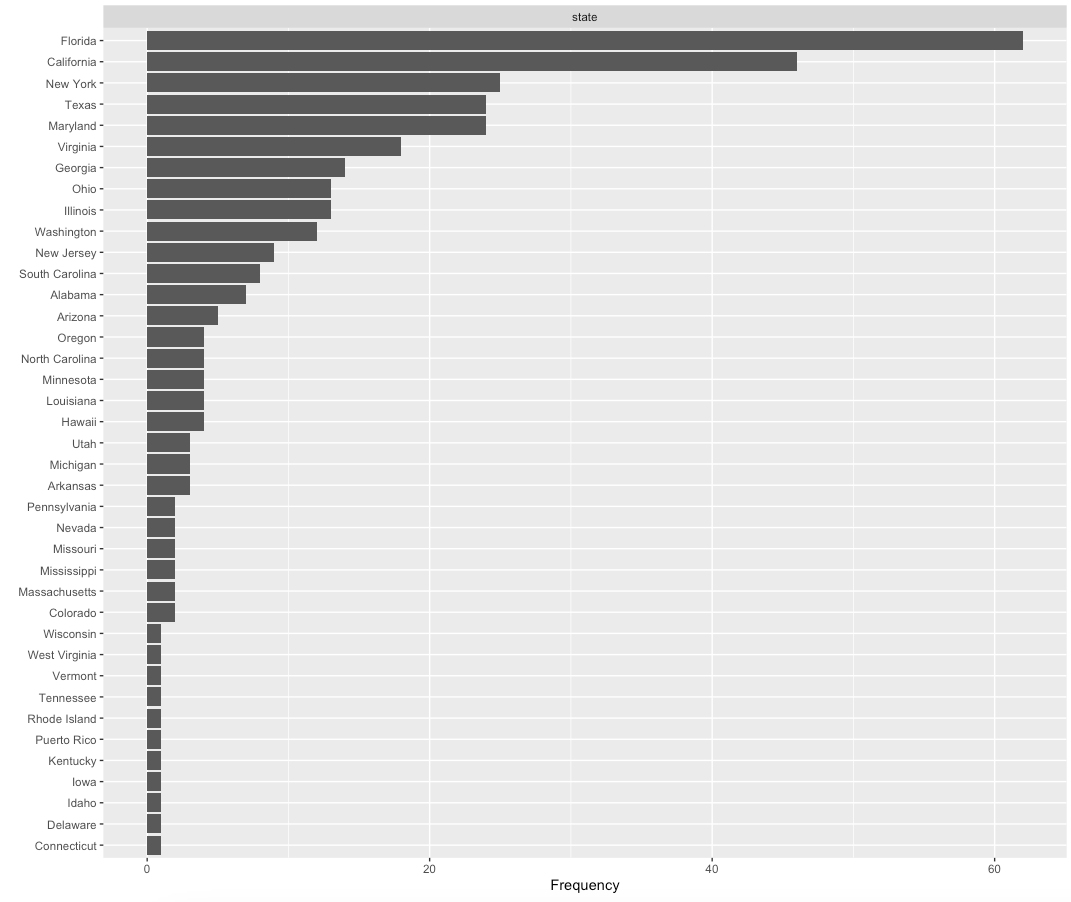 state
Florida
California
New York
Texas
Maryland
Virginia
Georgia
Ohio
Illinois
Washington
New Jersey
South Carolina
Alabama
Arizona
Oregon
North Carolina
Minnesota
Louisiana
Hawaii
Utah
Michigan
Arkansas
Pennsylvania
Nevada
Missouri
Mississippi
Massachusetts
Colorado
Wisconsin
West Virginia
Vermont
Tennessee
Rhode Island
Puerto Rico
Kentucky
Iowa
Idaho
Delaware
Connecticut
0 20 40 60
Frequency